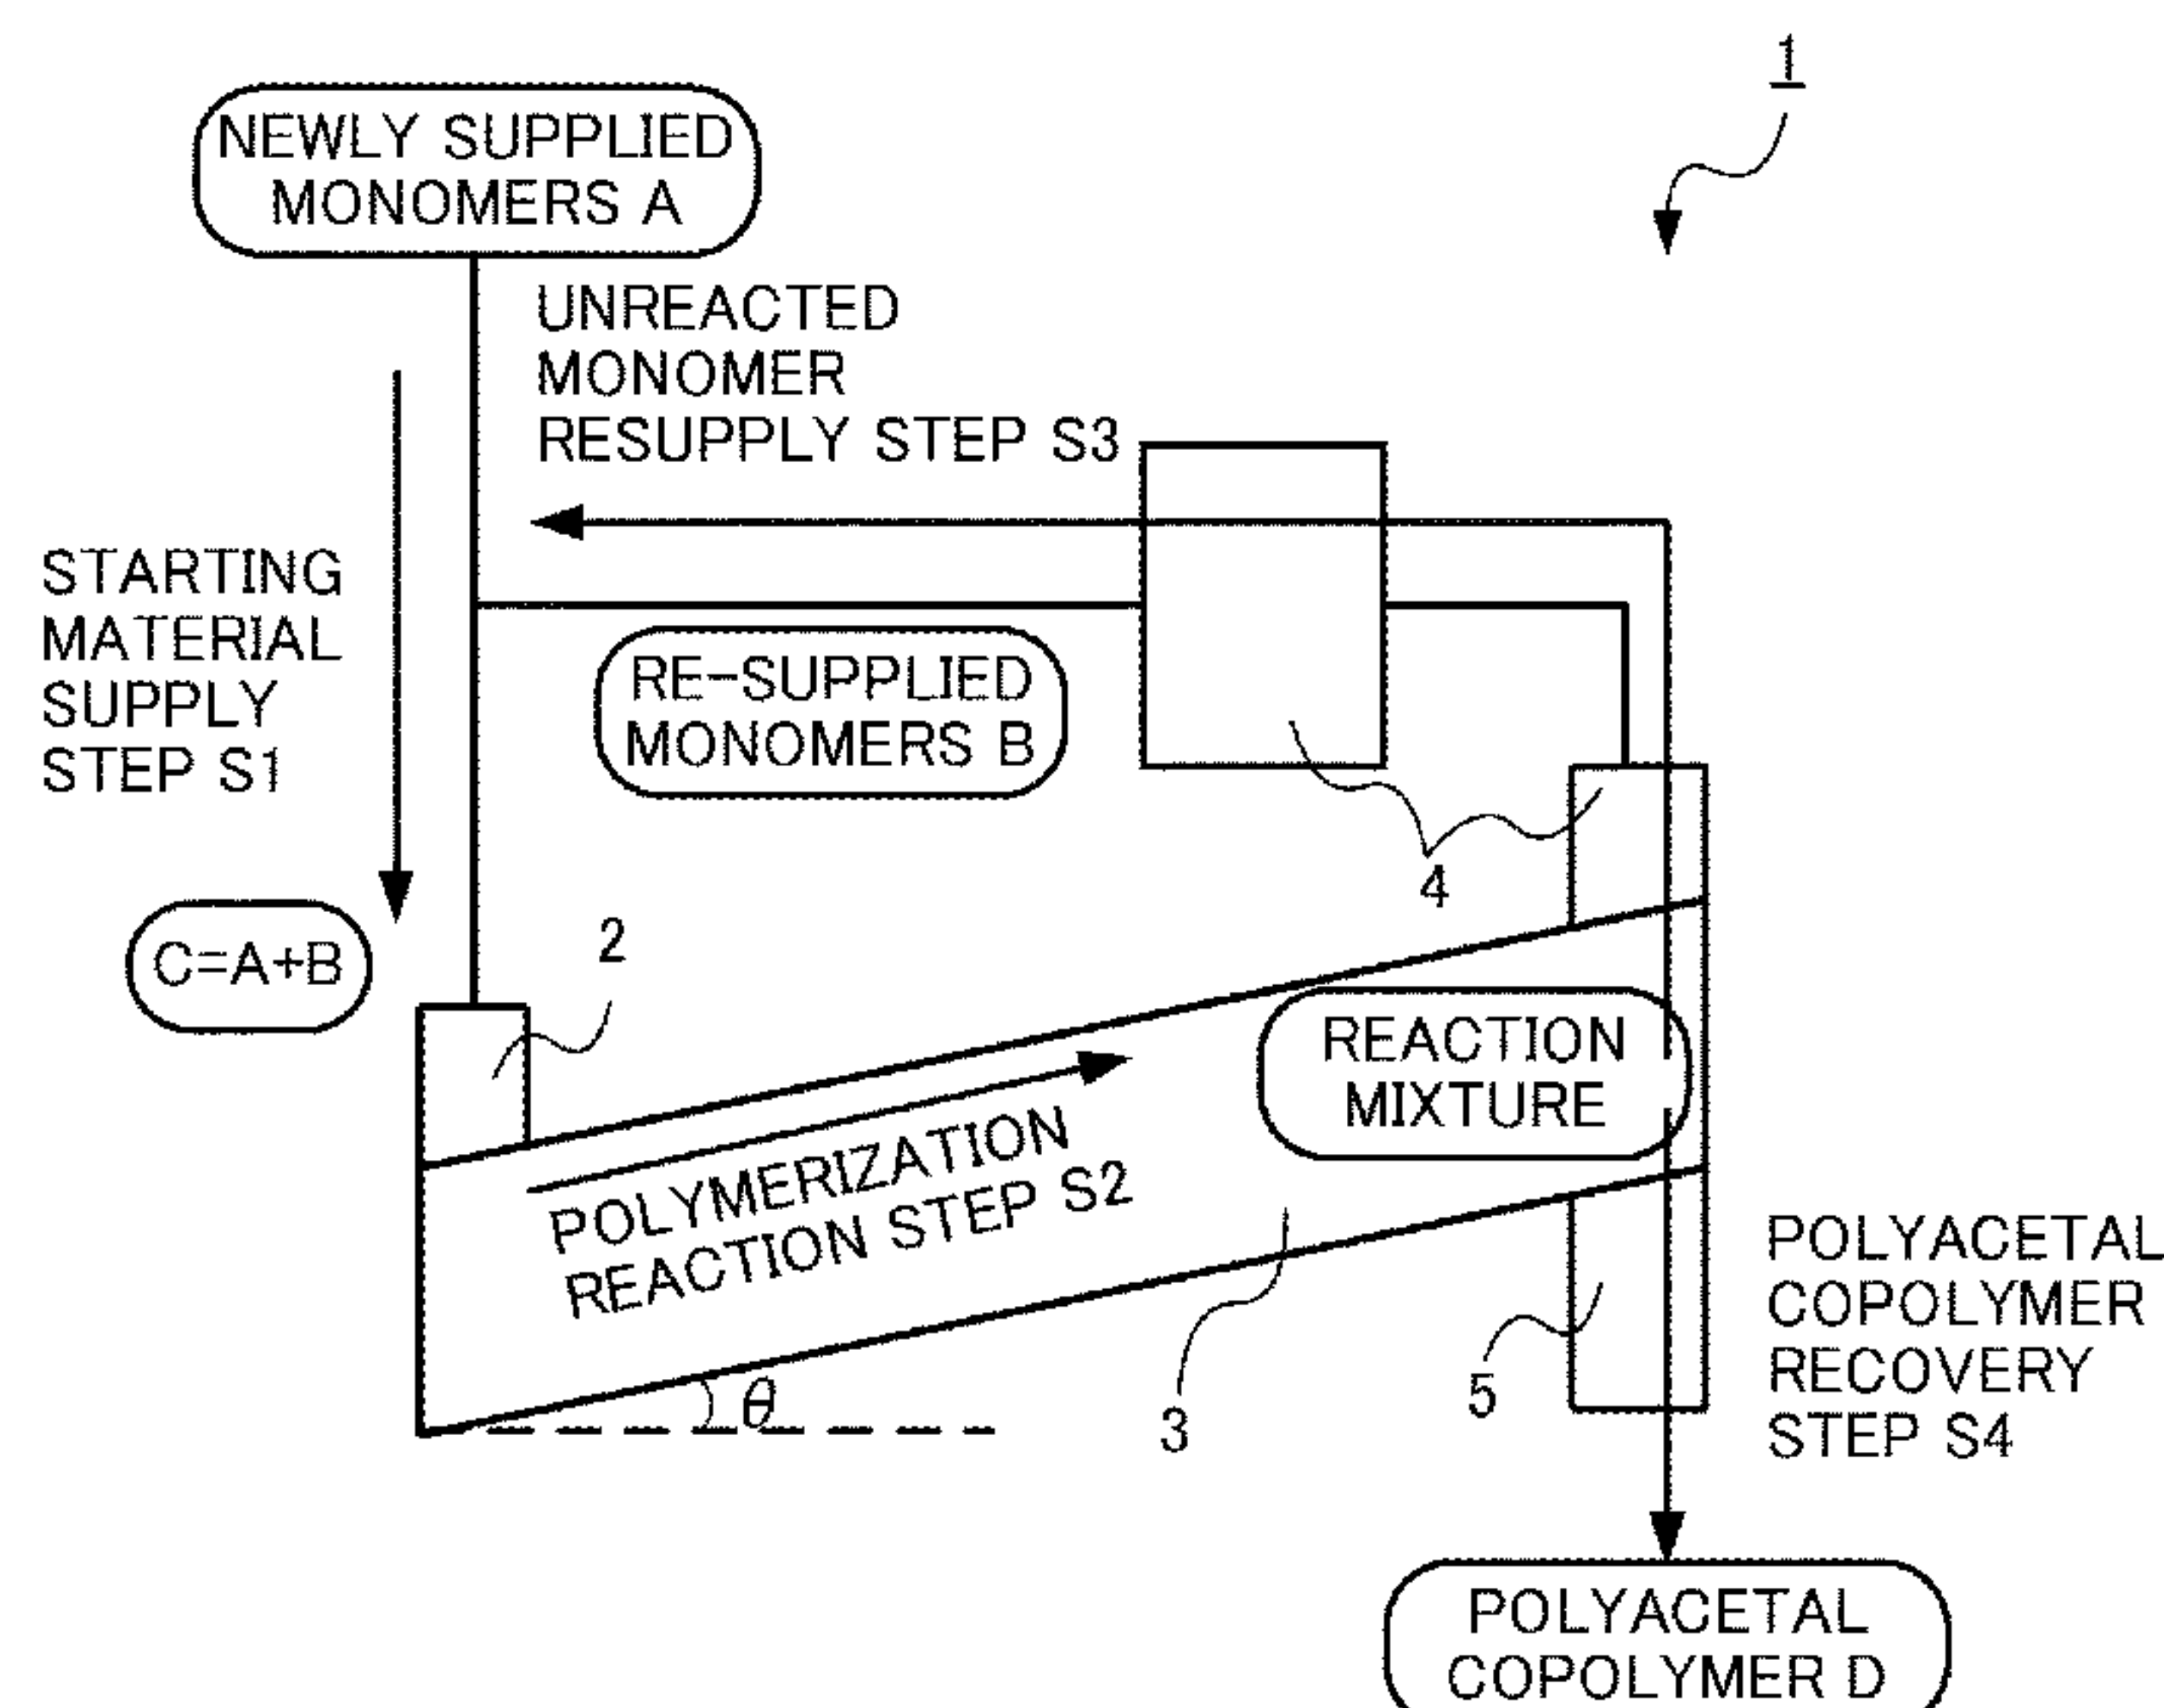 1
NEWLY SUPPLIED
MONOMERS A
UNREACTED
MONOMER
RESUPPLY STEP S3
STARTING
MATERIAL
SUPPLY
STEP S1
RE-SUPPLIED
MONOMERS B
4
C=A+B
2
REACTION
MIXTURE
POLYMERIZATION
REACTION STEP S2
θ
3
5
POLYACETAL
COPOLYMER
RECOVERY
STEP S4
POLYACETAL
COPOLYMER D